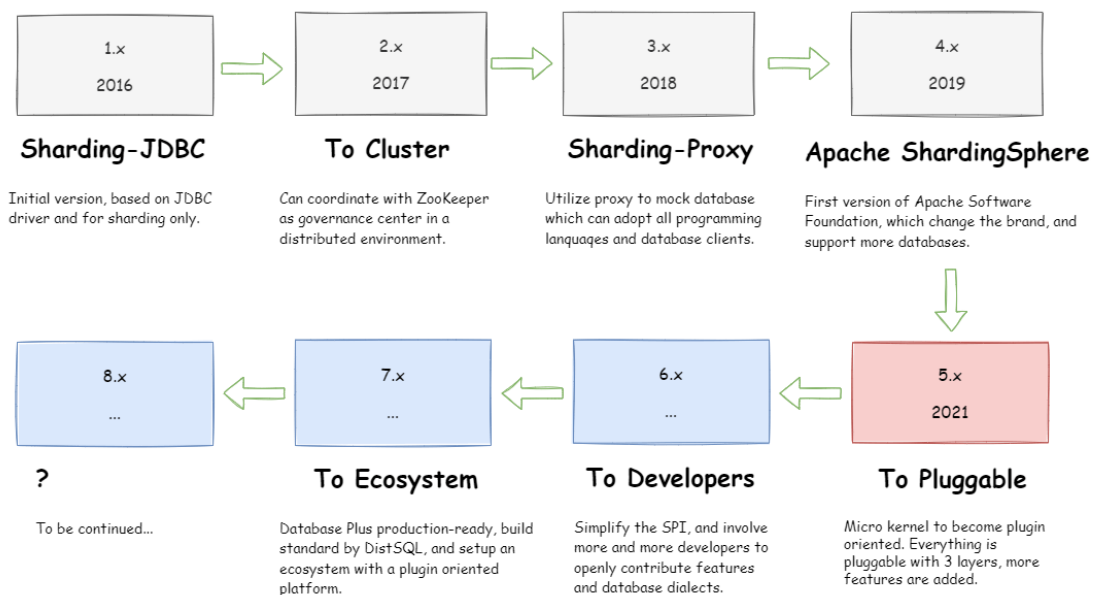 1.x
2016
2.x
2017
3.x
2018
4.x
2019
Sharding-JDBC
To Cluster
Sharding-Proxy
Apache ShardingSphere
Initial version, based on JDBC
driver and for sharding only.
Can coordinate with ZooKeeper
as governance center in a
distributed environment.
Utilize proxy to mock database
which can adopt all programming
languages and database clients.
First version of Apache Software
Foundation, which change the brand, and
support more databases.
8.x
...
7.x
...
6.x
...
5.x
2021
?
To Ecosystem
To Developers
To Pluggable
To be continued...
Database Plus production-ready, build
standard by DistSQL, and setup an
ecosystem with a plugin oriented
platform.
Simplify the SPI, and involve
more and more developers to
openly contribute features
and database dialects.
Micro kernel to become plugin
oriented. Everything is
pluggable with 3 layers, more
features are added.